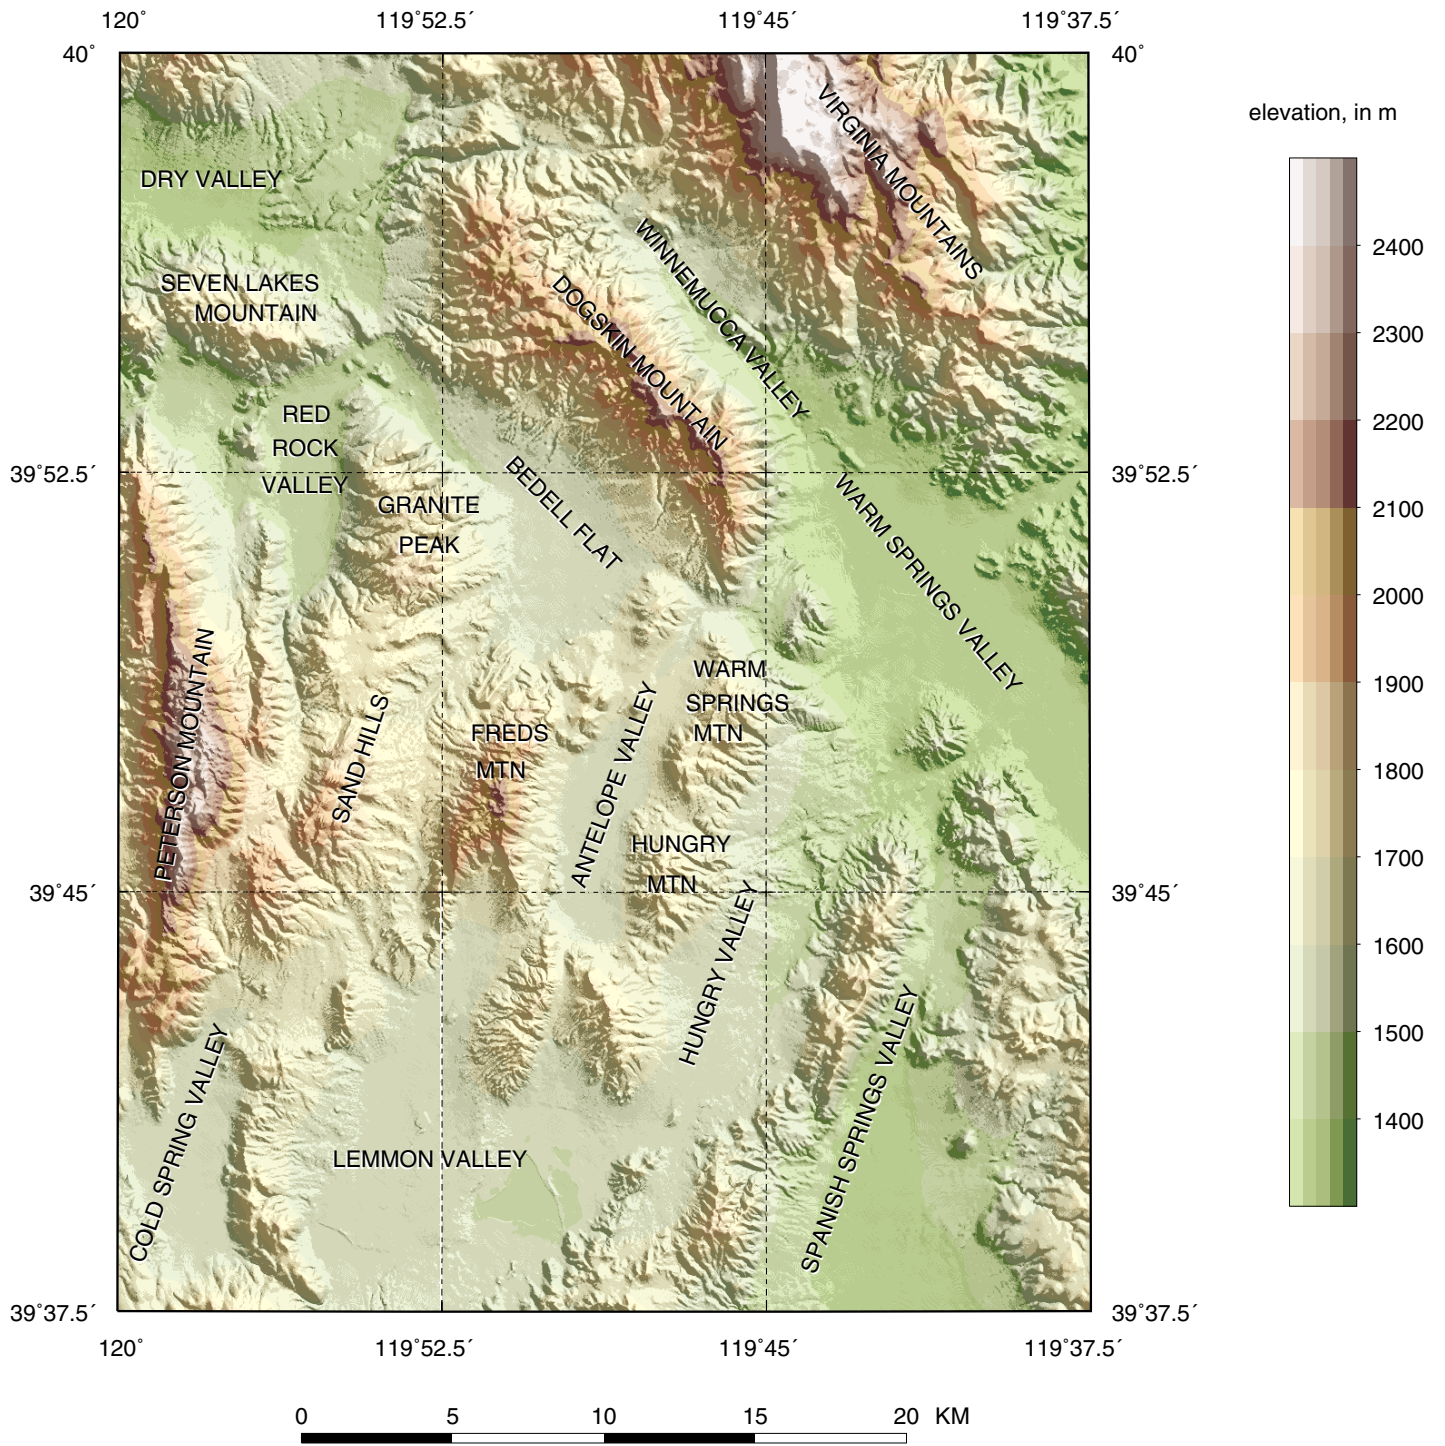 120° 119°52.5´ 119°45´ 119°37.5´
40° 40°
elevation, in m
VIRGINIA MOUNTAINS
DRY VALLEY
WINNEMUCCA VALLEY
2400
SEVEN LAKES
MOUNTAIN
DOGSKIN MOUNTAIN
2300
RED
ROCK
VALLEY
2200
39°52.5´ 39°52.5´
BEDELL FLAT
WARM SPRINGS VALLEY
GRANITE
PEAK
2100
2000
PETERSON MOUNTAIN
WARM
SPRINGS
MTN
1900
SAND HILLS
FREDS
MTN
ANTELOPE VALLEY
1800
HUNGRY
MTN
1700
39°45´ 39°45´
HUNGRY VALLEY
1600
SPANISH SPRINGS VALLEY
COLD SPRING VALLEY
1500
1400
LEMMON VALLEY
39°37.5´ 39°37.5´
120° 119°52.5´ 119°45´ 119°37.5´
0 5 10 15 20 KM